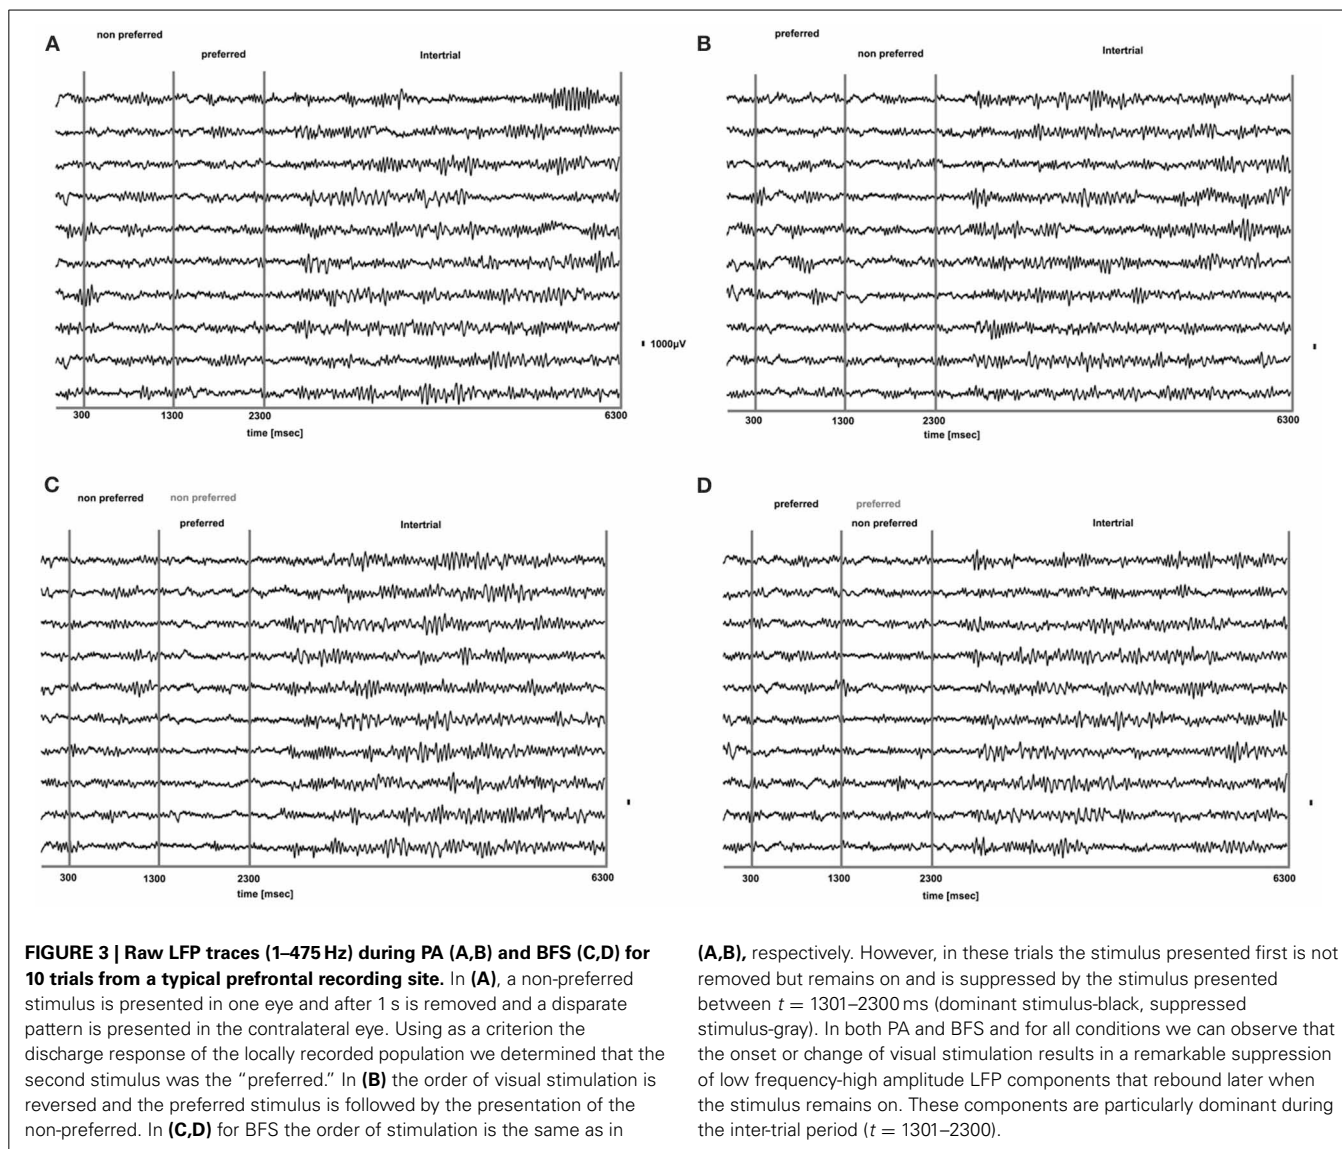 A
non preferred
preferred
Intertrial
300
1300
2300
6300
time [msec]
1000µV
B
preferred
non preferred
Intertrial
300
1300
2300
6300
time [msec]
C
non preferred
non preferred
preferred
Intertrial
300
1300
2300
6300
time [msec]
D
preferred
preferred
non preferred
Intertrial
300
1300
2300
6300
time [msec]
FIGURE 3 | Raw LFP traces (1–475 Hz) during PA (A,B) and BFS (C,D) for
10 trials from a typical prefrontal recording site. In (A), a non-preferred
stimulus is presented in one eye and after 1 s is removed and a disparate
pattern is presented in the contralateral eye. Using as a criterion the
discharge response of the locally recorded population we determined that the
second stimulus was the “preferred.” In (B) the order of visual stimulation is
reversed and the preferred stimulus is followed by the presentation of the
non-preferred. In (C,D) for BFS the order of stimulation is the same as in
(A,B), respectively. However, in these trials the stimulus presented first is not
removed but remains on and is suppressed by the stimulus presented
between t = 1301–2300 ms (dominant stimulus-black, suppressed
stimulus-gray). In both PA and BFS and for all conditions we can observe that
the onset or change of visual stimulation results in a remarkable suppression
of low frequency-high amplitude LFP components that rebound later when
the stimulus remains on. These components are particularly dominant during
the inter-trial period (t = 1301–2300).